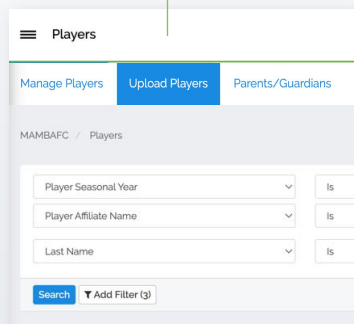 Players
Manage Players Upload Players Parents/Guardians
MAMBAFC / Players
Player Seasonal Year Is
Player Affiliate Name Is
Last Name Is
Search Add Filter (3)